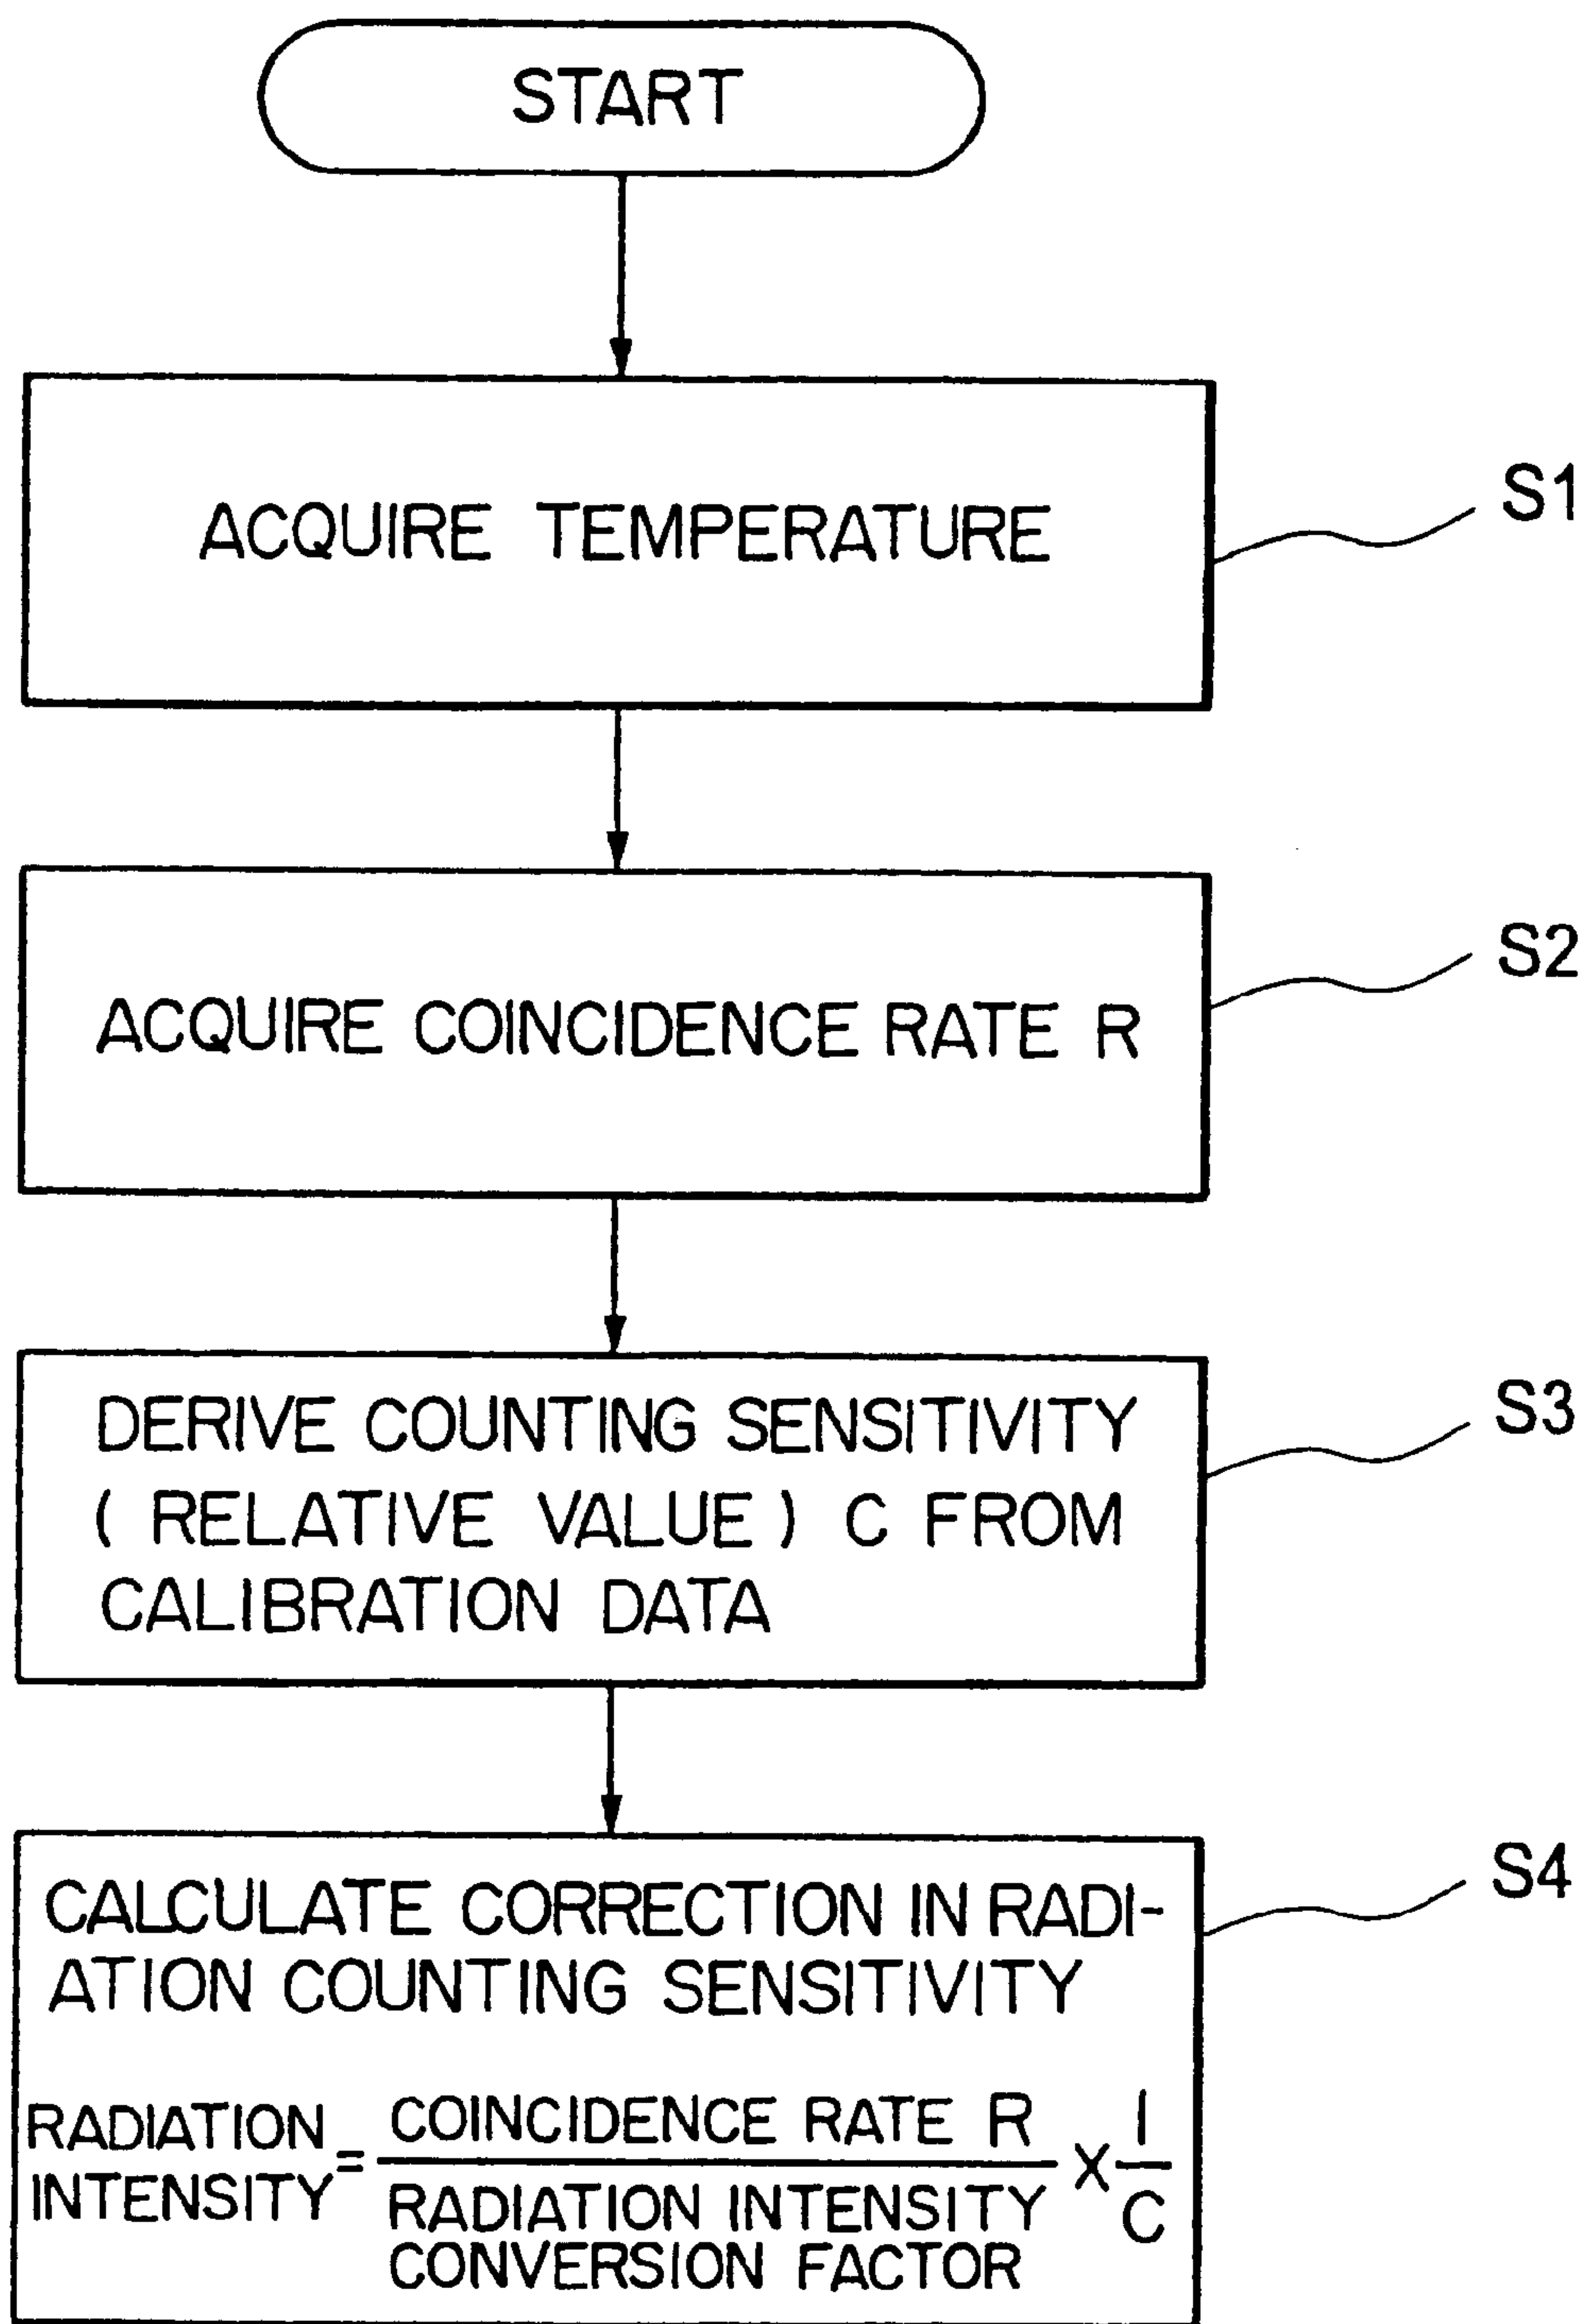 START
ACQUIRE TEMPERATURE
S1
ACQUIRE COINCIDENCE RATE R
S2
DERIVE COUNTING SENSITIVITY
(RELATIVE VALUE) C FROM
CALIBRATION DATA
S3
CALCULATE CORRECTION IN RADI-
ATION COUNTING SENSITIVITY
S4
RADIATION
INTENSITY
=
COINCIDENCE RATE R
RADIATION INTENSITY
CONVERSION FACTOR
X
1
C